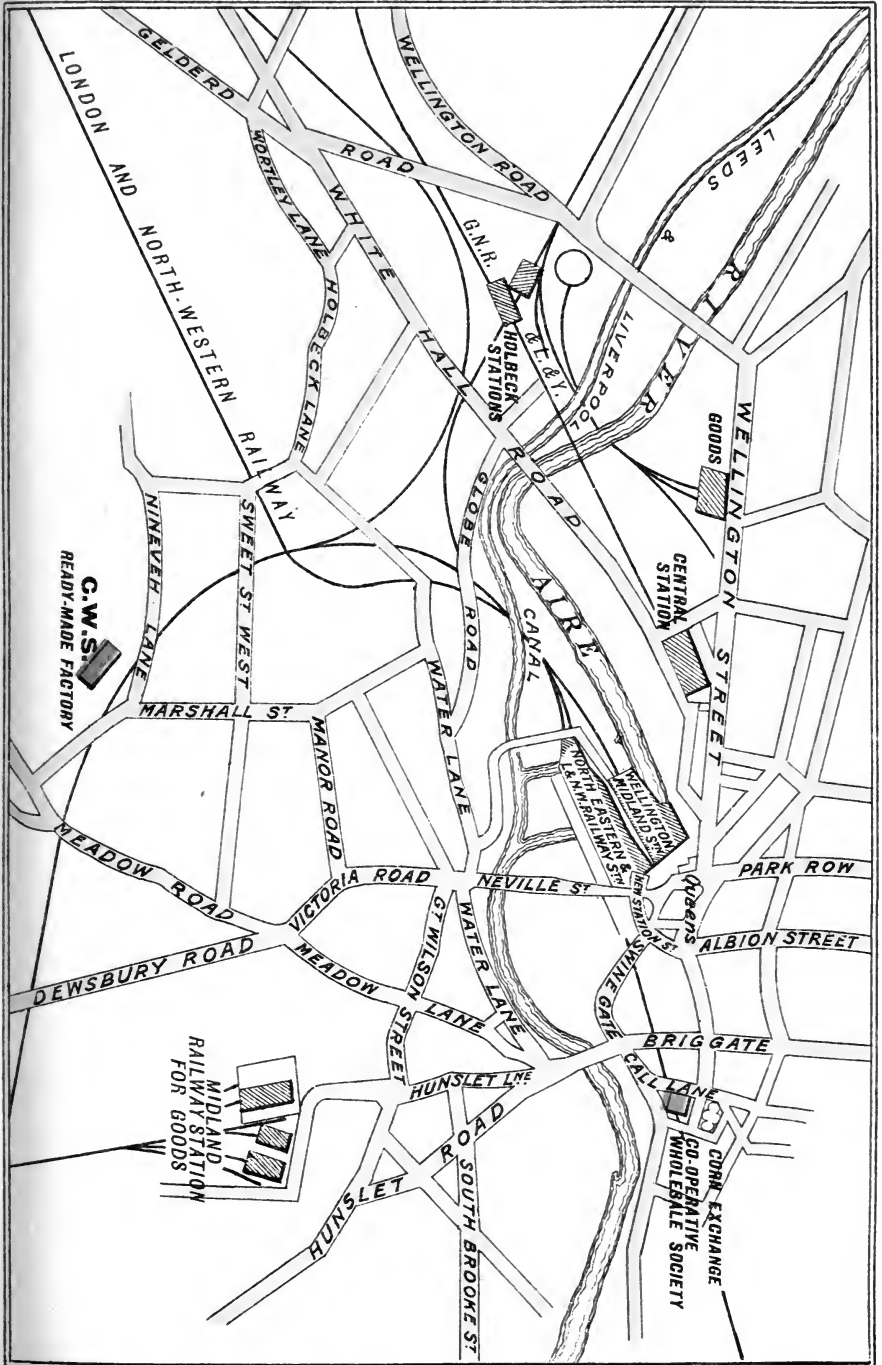 GELDERD
ROAD
WELLINGTON ROAD
LEEDS
LIVERPOOL
CANAL
RIVER
AIRE
LONDON AND NORTH-WESTERN RAILWAY
WORTLEY LANE
HOLBECK LANE
WHITE HALL ROAD
G.N.R.
& L. & Y.
HOLBECK
STATIONS
GLOBE ROAD
GOODS
WELLINGTON STREET
CENTRAL
STATION
NINEVEH LANE
SWEET ST WEST
C.W.S.
READY-MADE FACTORY
MARSHALL ST
MANOR ROAD
WATER LANE
WELLINGTON
MIDLAND STN
NORTH EASTERN &
L & N.W. RAILWAY STN
NEW STATION ST
Queens
PARK ROW
ALBION STREET
NEVILLE ST
VICTORIA ROAD
MEADOW ROAD
DEWSBURY ROAD
MEADOW LANE
GT WILSON STREET
WATER LANE
SWINEGATE
BRIGGATE
CALL LANE
HUNSLET LNE
HUNSLET ROAD
SOUTH BROOKE ST
MIDLAND
RAILWAY STATION
FOR GOODS
CORN EXCHANGE
CO-OPERATIVE
WHOLESALE SOCIETY